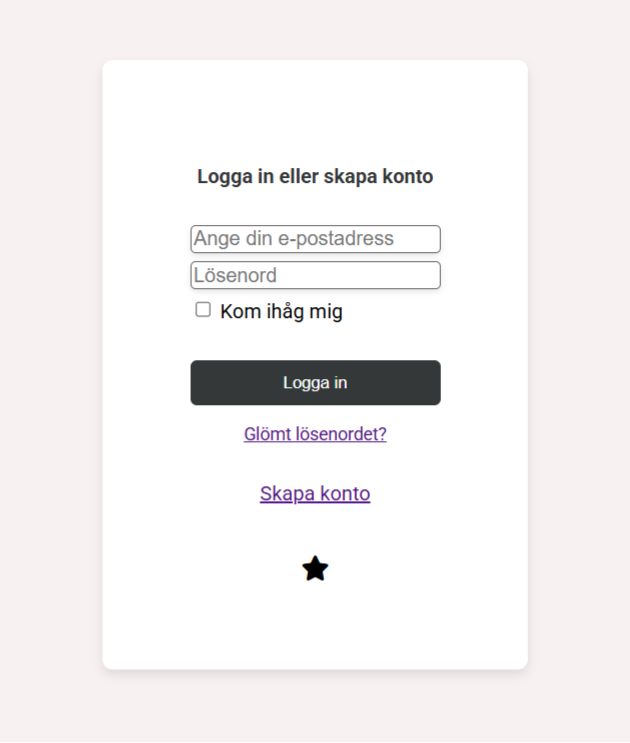 Logga in eller skapa konto
Ange din e-postadress
Lösenord
Kom ihåg mig
Logga in
Glömt lösenordet?
Skapa konto